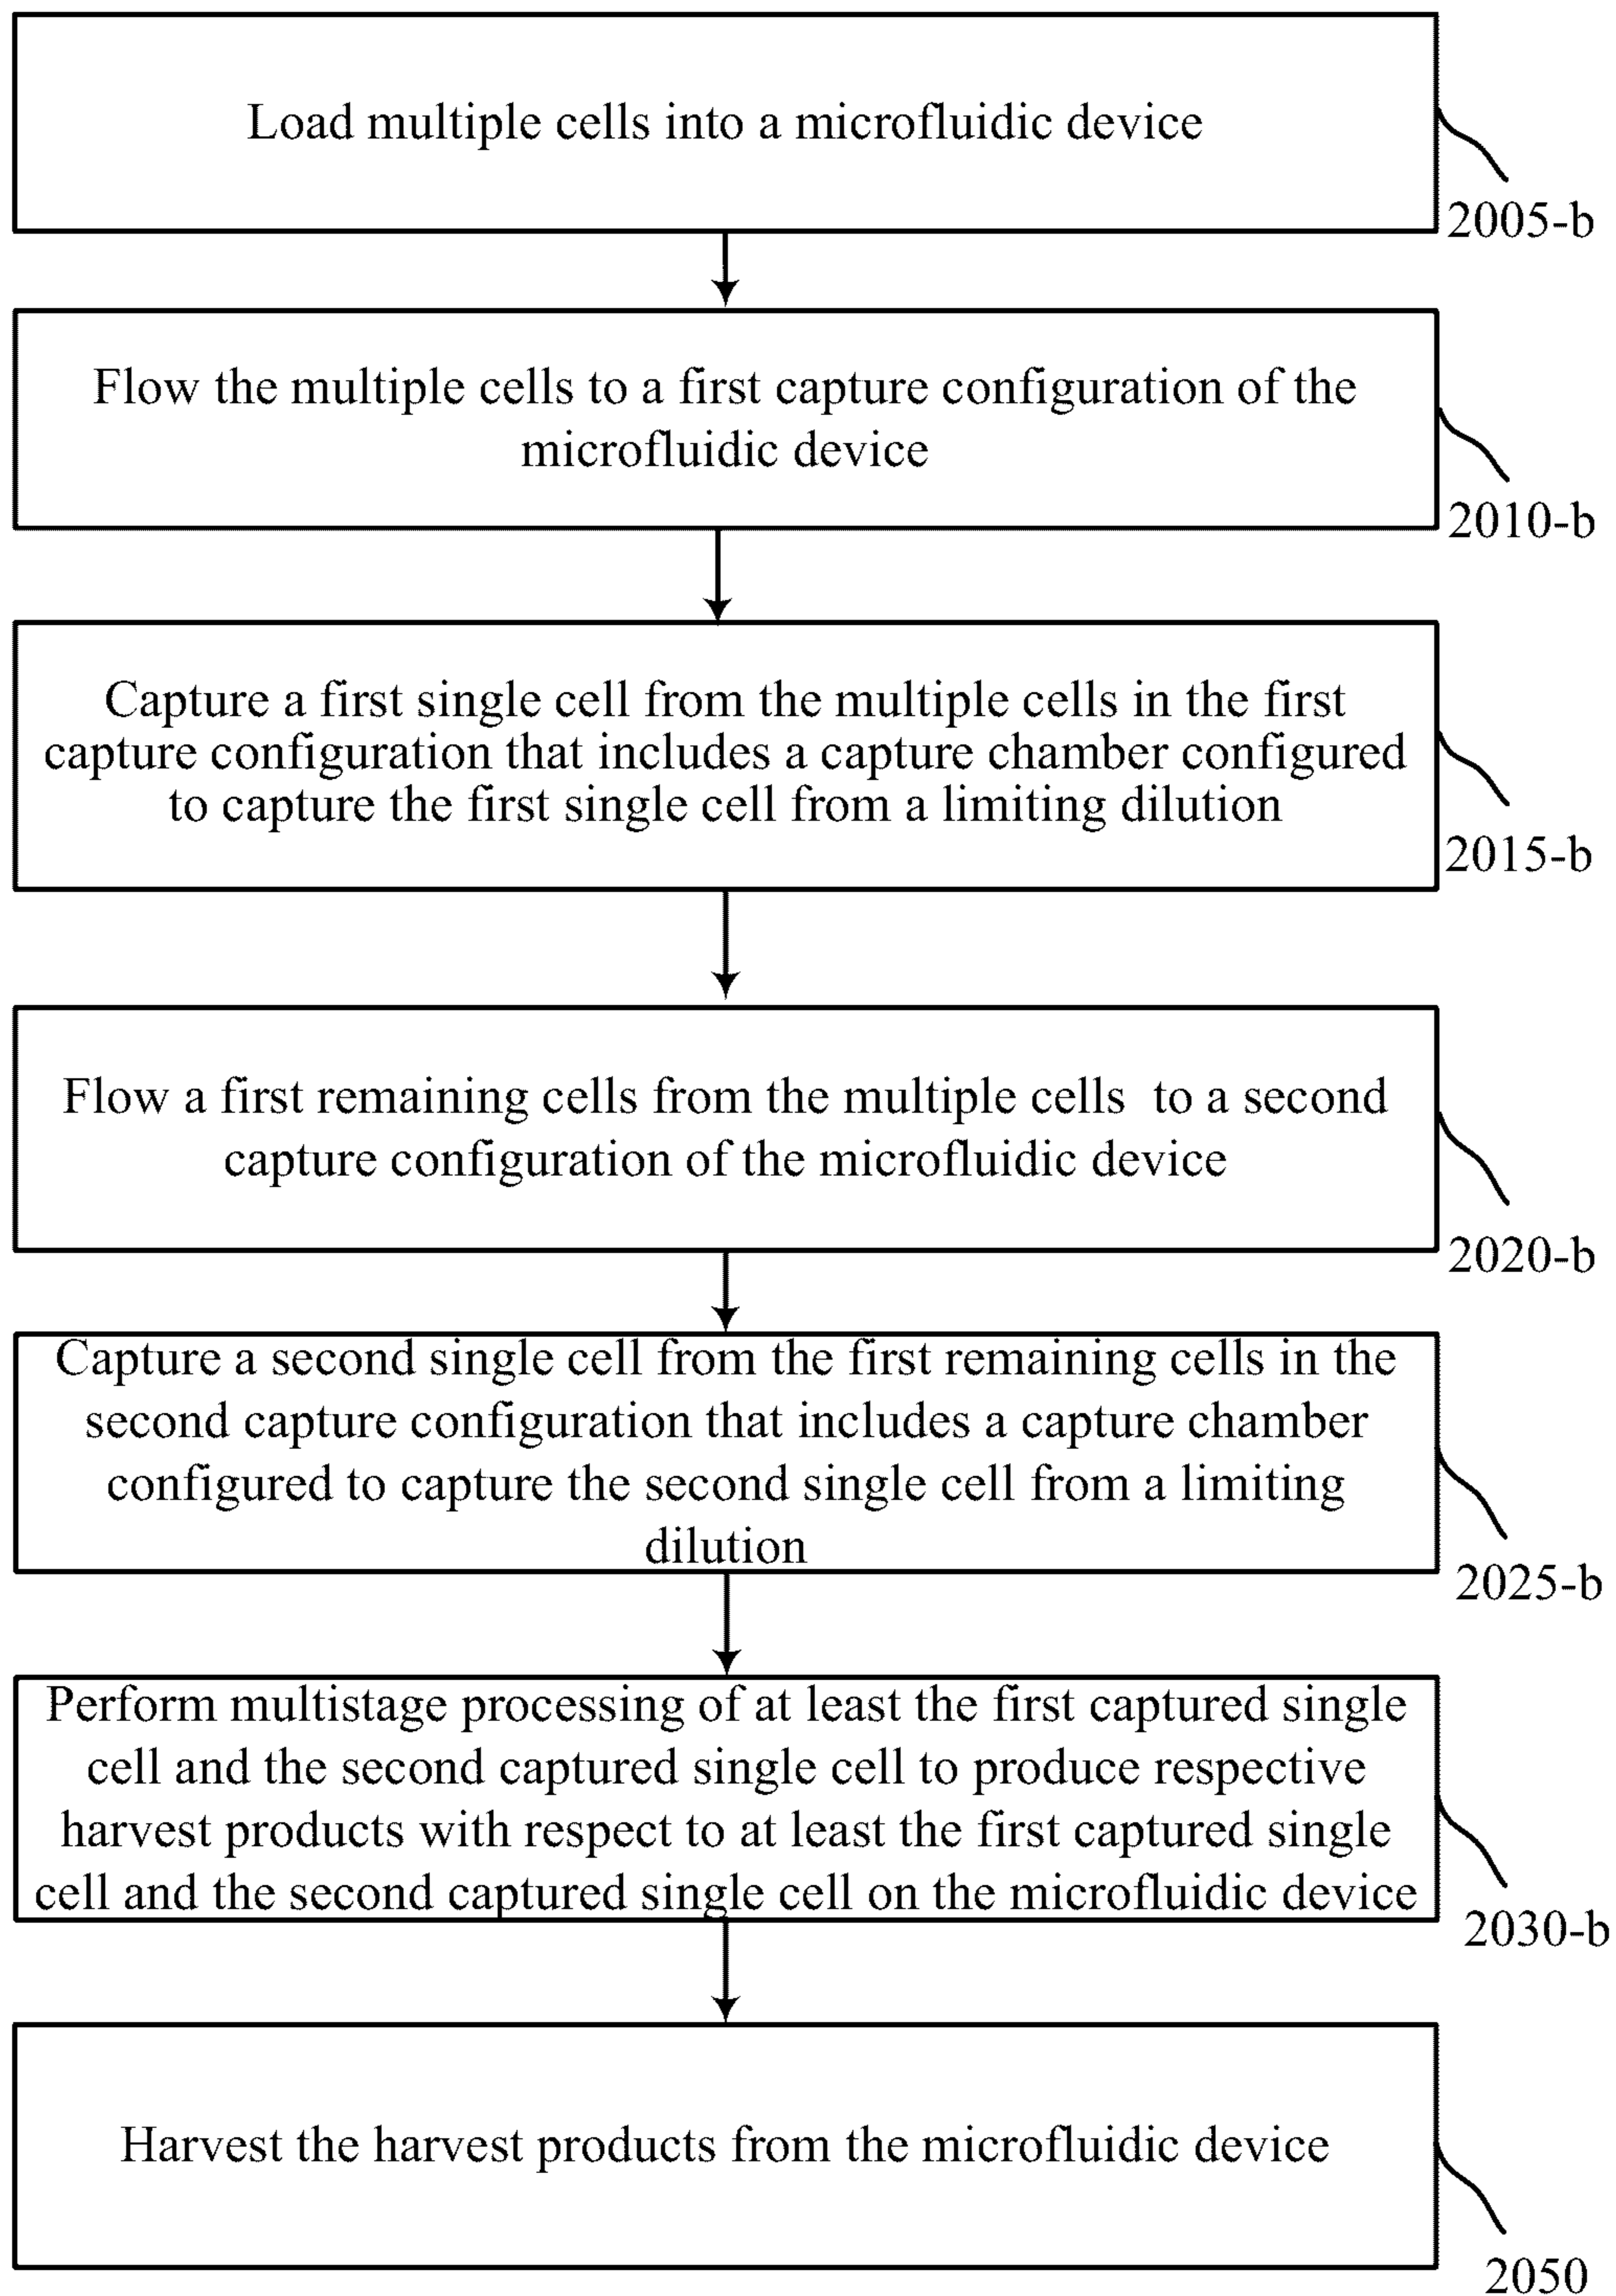 Load multiple cells into a microfluidic device
2005-b
Flow the multiple cells to a first capture configuration of the
microfluidic device
2010-b
Capture a first single cell from the multiple cells in the first
capture configuration that includes a capture chamber configured
to capture the first single cell from a limiting dilution
2015-b
Flow a first remaining cells from the multiple cells to a second
capture configuration of the microfluidic device
2020-b
Capture a second single cell from the first remaining cells in the
second capture configuration that includes a capture chamber
configured to capture the second single cell from a limiting
dilution
2025-b
Perform multistage processing of at least the first captured single
cell and the second captured single cell to produce respective
harvest products with respect to at least the first captured single
cell and the second captured single cell on the microfluidic device
2030-b
Harvest the harvest products from the microfluidic device
2050